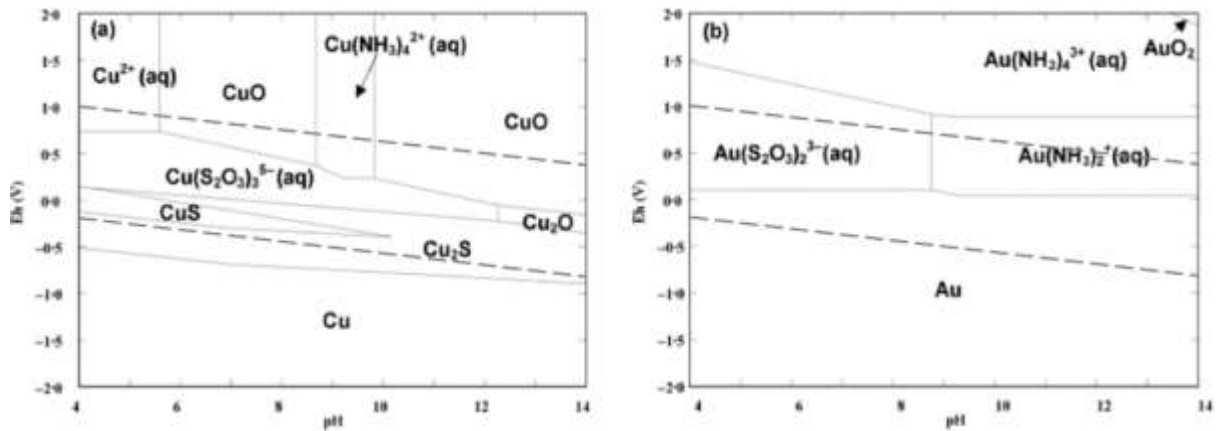 (a)
Cu(NH₃)₄²⁺(aq)
Cu²⁺(aq)
CuO
CuO
Cu(S₂O₃)₃⁵⁻(aq)
CuS
Cu₂S
Cu₂O
Cu
Eh (V)
2·0
1·5
1·0
0·5
0·0
–0·5
–1·0
–1·5
–2·0
4
6
8
10
12
14
pH
(b)
AuO₂
Au(NH₃)₄³⁺(aq)
Au(S₂O₃)₂³⁻(aq)
Au(NH₃)₂⁺(aq)
Au
Eh (V)
2·0
1·5
1·0
0·5
0·0
–0·5
–1·0
–1·5
–2·0
4
6
8
10
12
14
pH